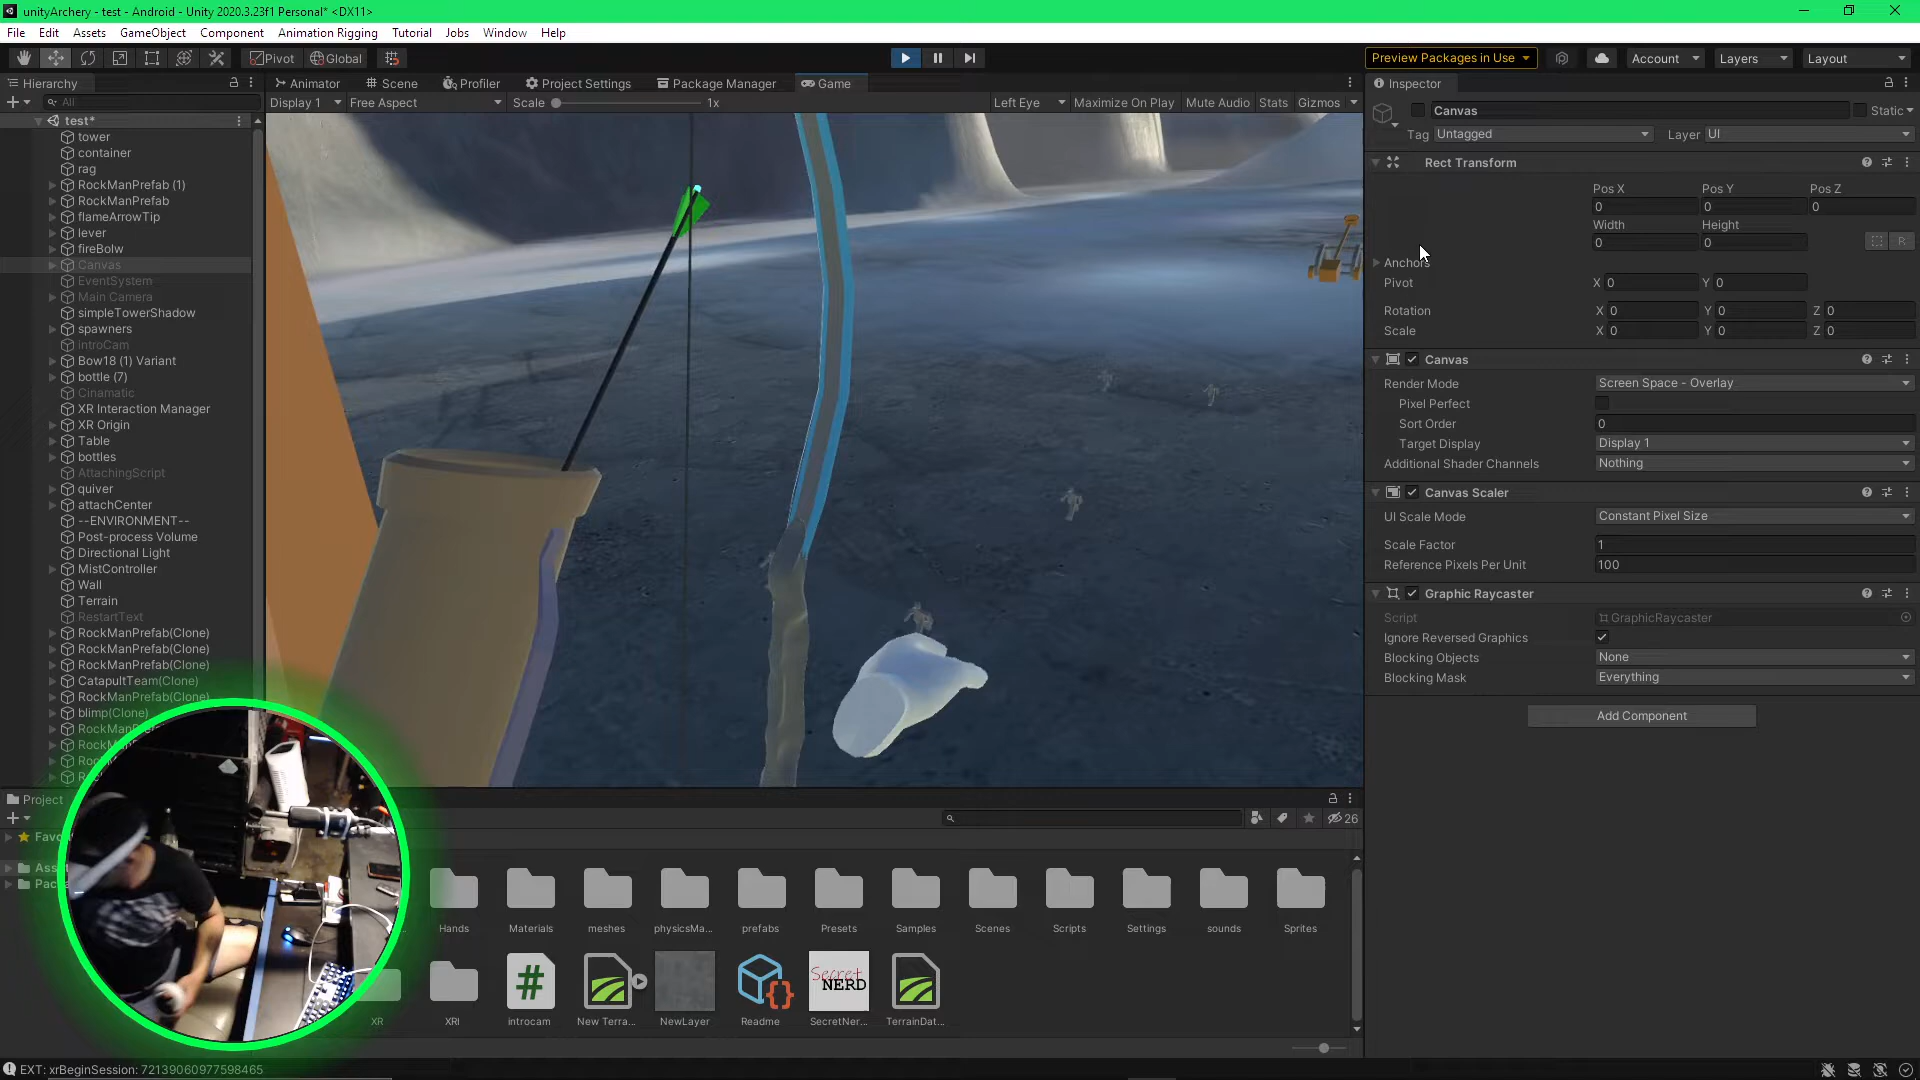 unityArchery - test - Android - Unity 2020.3.23f1 Personal* <DX11>
File Edit Assets GameObject Component Animation Rigging Tutorial Jobs Window Help
Pivot Global Preview Packages in Use Account Layers Layout
Hierarchy Animator Scene Profiler Project Settings Package Manager Game Inspector
All Display 1 Free Aspect Scale 1x Left Eye Maximize On Play Mute Audio Stats Gizmos
test*
tower
container
rag
RockManPrefab (1)
RockManPrefab
flameArrowTip
lever
fireBolw
Canvas
EventSystem
Main Camera
simpleTowerShadow
spawners
introCam
Bow18 (1) Variant
bottle (7)
Cinamatic
XR Interaction Manager
XR Origin
Table
bottles
AttachingScript
quiver
attachCenter
--ENVIRONMENT--
Post-process Volume
Directional Light
MistController
Wall
Terrain
RestartText
RockManPrefab(Clone)
RockManPrefab(Clone)
RockManPrefab(Clone)
CatapultTeam(Clone)
RockManPrefab(Clone)
blimp(Clone)
Canvas Static
Tag Untagged Layer UI
Rect Transform
Pos X Pos Y Pos Z
0 0 0
Width Height
0 0 R
Anchors
Pivot X 0 Y 0
Rotation X 0 Y 0 Z 0
Scale X 0 Y 0 Z 0
Canvas
Render Mode Screen Space - Overlay
Pixel Perfect
Sort Order 0
Target Display Display 1
Additional Shader Channels Nothing
Canvas Scaler
UI Scale Mode Constant Pixel Size
Scale Factor 1
Reference Pixels Per Unit 100
Graphic Raycaster
Script GraphicRaycaster
Ignore Reversed Graphics
Blocking Objects None
Blocking Mask Everything
Add Component
Project
26
Hands Materials meshes physicsMa... prefabs Presets Samples Scenes Scripts Settings sounds Sprites
Secret NERD
XR XRI introcam New Terra... NewLayer Readme SecretNer... TerrainDat...
EXT: xrBeginSession: 72139060977598465